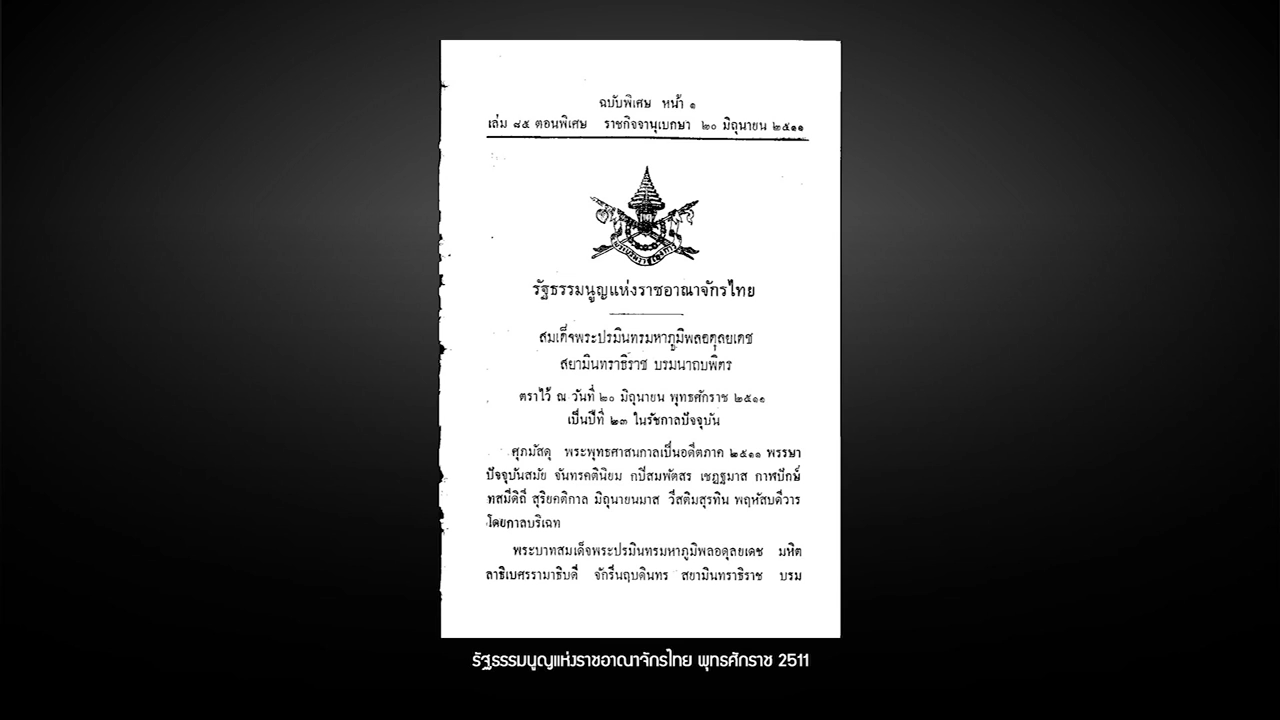 ฉบับพิเศษ หน้า ๑
เล่ม ๘๕ ตอนพิเศษ ราชกิจจานุเบกษา ๒๐ มิถุนายน ๒๕๑๑
รัฐธรรมนูญแห่งราชอาณาจักรไทย
สมเด็จพระปรมินทรมหาภูมิพลอดุลยเดช
สยามินทราธิราช บรมนาถบพิตร
ตราไว้ ณ วันที่ ๒๐ มิถุนายน พุทธศักราช ๒๕๑๑
เป็นปีที่ ๒๓ ในรัชกาลปัจจุบัน
ศุภมัสดุ พระพุทธศาสนกาลเป็นอดีตภาค ๒๕๑๑ พรรษา
ปัจจุบันสมัย จันทรคตินิยม กปีสมพัตสร เชฏฐมาส กาฬปักษ์
ทสมีดิถี สุริยคติกาล มิถุนายนมาส วีสติมสุรทิน พฤหัสบดีวาร
โดยกาลบริเฉท
พระบาทสมเด็จพระปรมินทรมหาภูมิพลอดุลยเดช มหิต
ลาธิเบศรรามาธิบดี จักรีนฤบดินทร สยามินทราธิราช บรม
รัฐธรรมนูญแห่งราชอาณาจักรไทย พุทธศักราช 2511